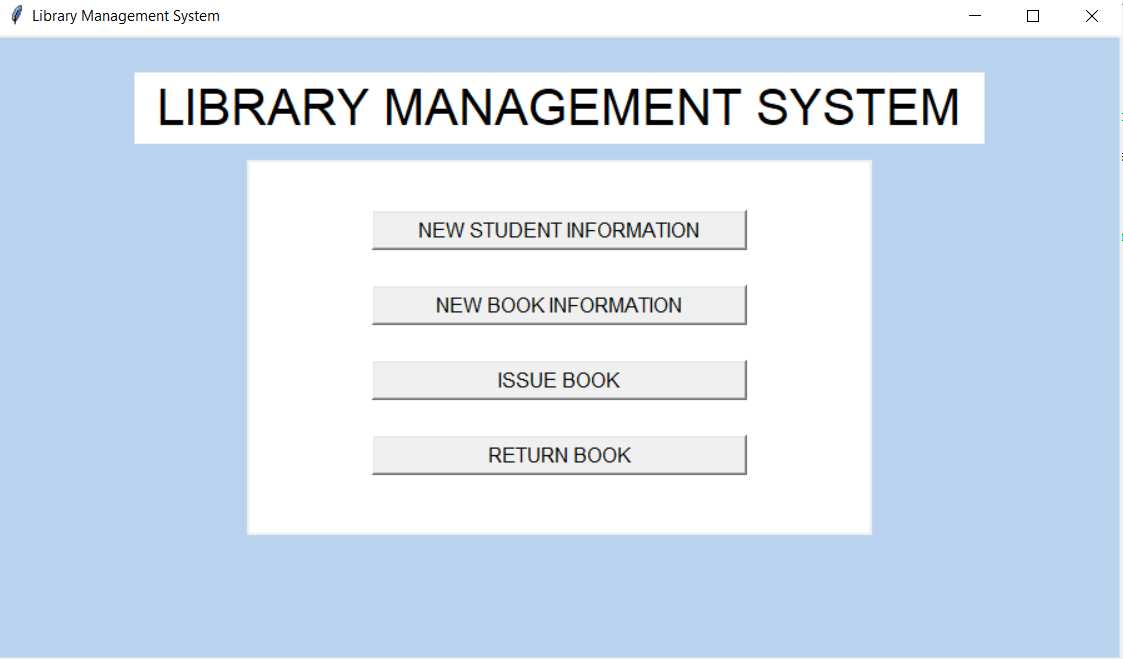 Library Management System
LIBRARY MANAGEMENT SYSTEM
NEW STUDENT INFORMATION
NEW BOOK INFORMATION
ISSUE BOOK
RETURN BOOK